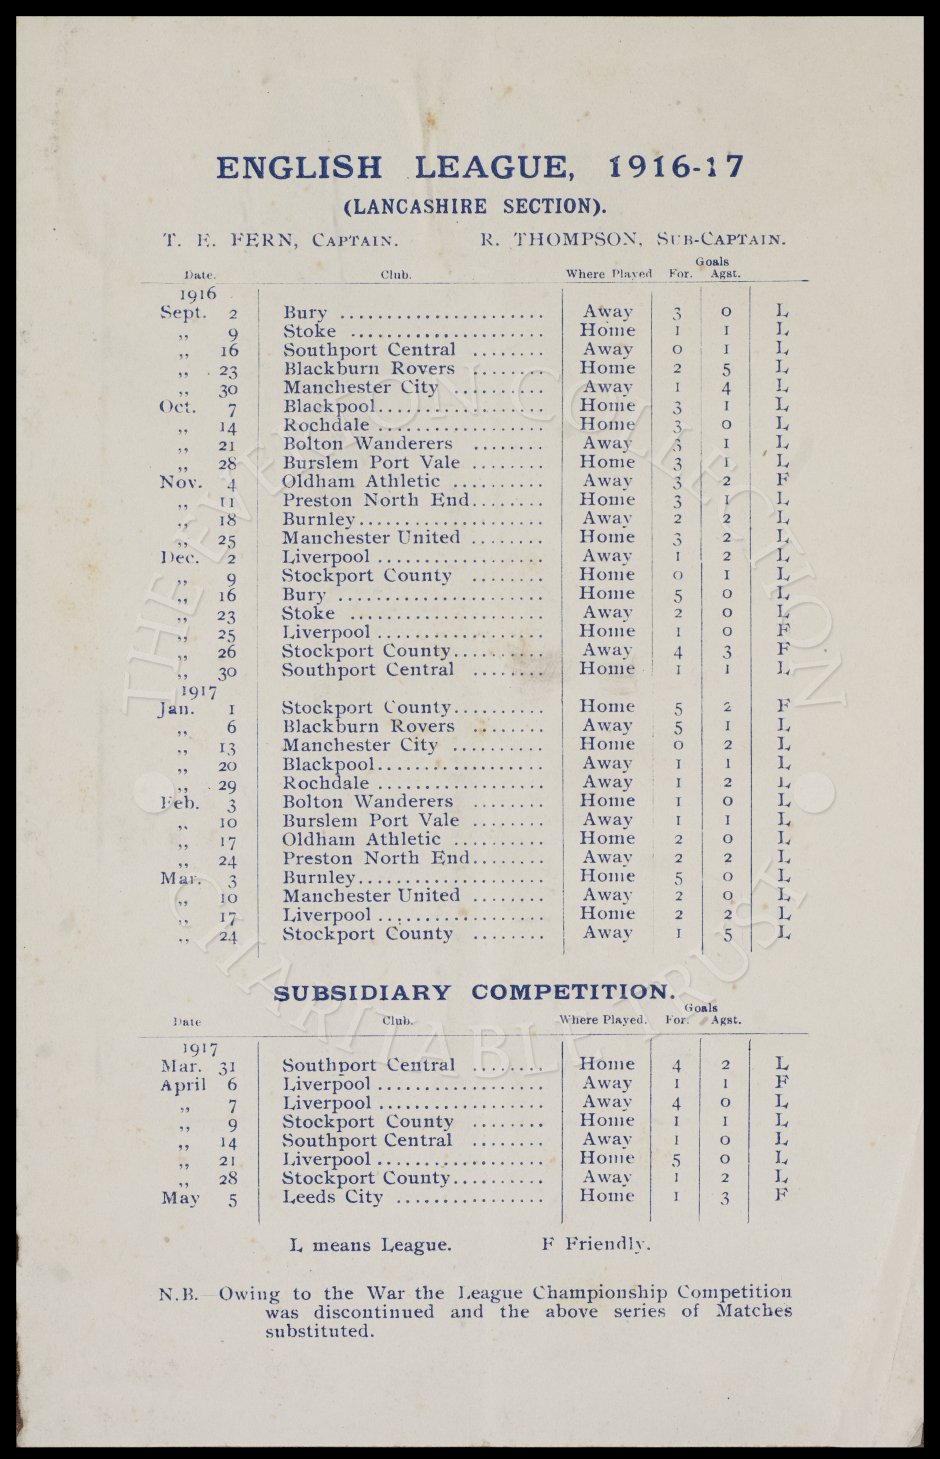 ENGLISH LEAGUE, 1916-17
(LANCASHIRE SECTION).
T. E. FERN, CAPTAIN. R. THOMPSON, SUB-CAPTAIN.
Goals
Date. Club. Where Played For. Agst.
1916
Sept. 2 Bury ...................... Away 3 0 L
,, 9 Stoke ..................... Home 1 1 L
,, 16 Southport Central ........ Away 0 1 L
,, 23 Blackburn Rovers ........ Home 2 5 L
,, 30 Manchester City .......... Away 1 4 L
Oct. 7 Blackpool.................. Home 3 1 L
,, 14 Rochdale .................. Home 3 0 L
,, 21 Bolton Wanderers ........ Away 3 1 L
,, 28 Burslem Port Vale ........ Home 3 1 L
Nov. 4 Oldham Athletic .......... Away 3 2 F
,, 11 Preston North End........ Home 3 1 L
,, 18 Burnley.................... Away 2 2 L
,, 25 Manchester United ........ Home 3 2 L
Dec. 2 Liverpool .................. Away 1 2 L
,, 9 Stockport County ........ Home 0 1 L
,, 16 Bury ...................... Home 5 0 L
,, 23 Stoke ..................... Away 2 0 L
,, 25 Liverpool .................. Home 1 0 F
,, 26 Stockport County.......... Away 4 3 F
,, 30 Southport Central ........ Home 1 1 L
1917
Jan. 1 Stockport County.......... Home 5 2 F
,, 6 Blackburn Rovers ........ Away 5 1 L
,, 13 Manchester City .......... Home 0 2 L
,, 20 Blackpool.................. Away 1 1 L
,, 29 Rochdale .................. Away 1 2 L
Feb. 3 Bolton Wanderers ........ Home 1 0 L
,, 10 Burslem Port Vale ........ Away 1 1 L
,, 17 Oldham Athletic .......... Home 2 0 L
,, 24 Preston North End........ Away 2 2 L
Mar. 3 Burnley.................... Home 5 0 L
,, 10 Manchester United ........ Away 2 0 L
,, 17 Liverpool .................. Home 2 2 L
,, 24 Stockport County ........ Away 1 5 L
SUBSIDIARY COMPETITION.
Goals
Date Club. Where Played. For. Agst.
1917
Mar. 31 Southport Central ........ Home 4 2 L
April 6 Liverpool .................. Away 1 1 F
,, 7 Liverpool .................. Away 4 0 L
,, 9 Stockport County ........ Home 1 1 L
,, 14 Southport Central ........ Away 1 0 L
,, 21 Liverpool .................. Home 5 0 L
,, 28 Stockport County.......... Away 1 2 L
May 5 Leeds City ................ Home 1 3 F
L means League. F Friendly.
N.B.—Owing to the War the League Championship Competition
was discontinued and the above series of Matches
substituted.
THE EVERTON COLLECTION
CHARITABLE TRUST